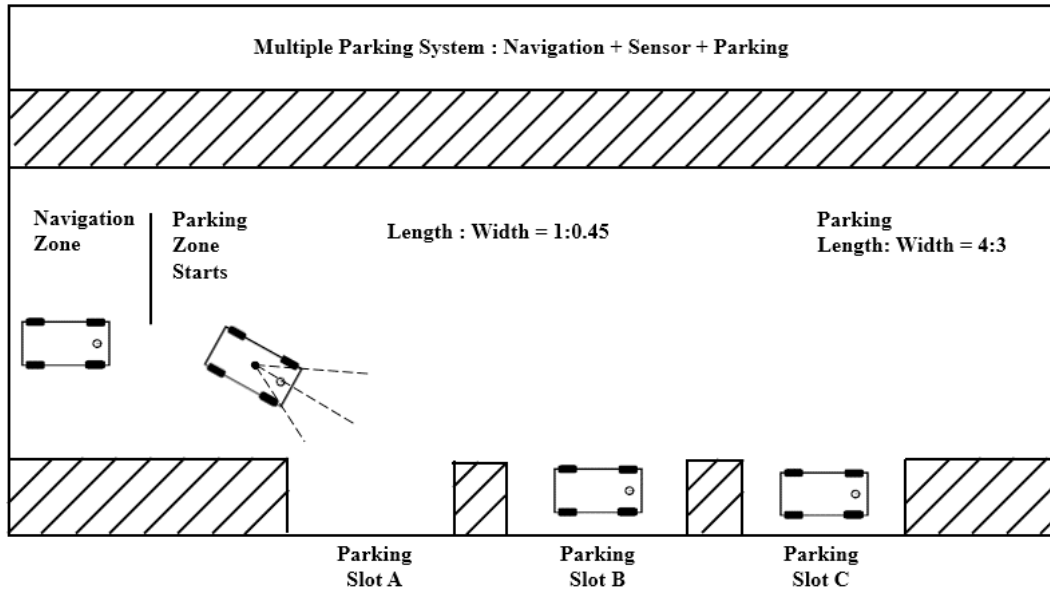 Multiple Parking System : Navigation + Sensor + Parking
Navigation
Zone
Parking
Zone
Starts
Length : Width = 1:0.45
Parking
Length: Width = 4:3
Parking
Slot A
Parking
Slot B
Parking
Slot C